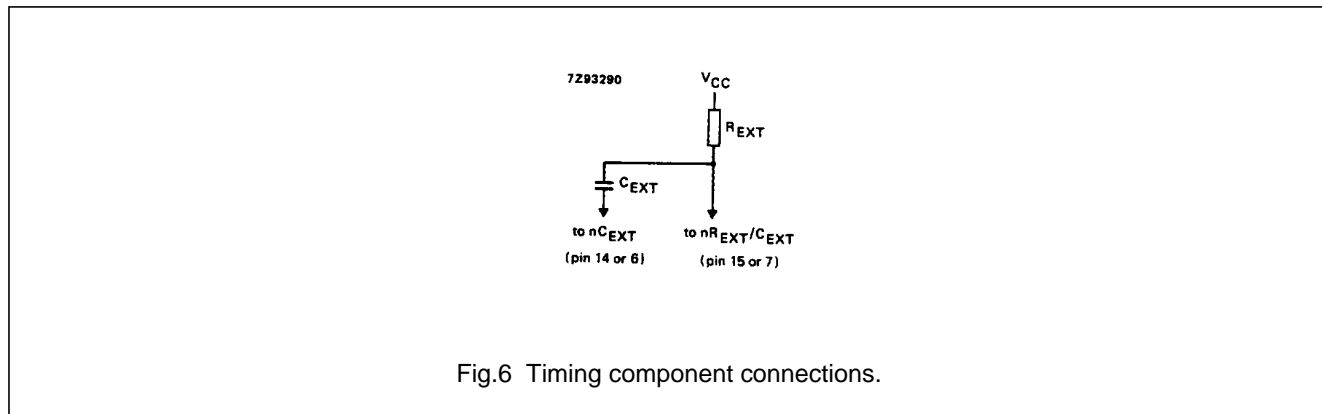 7Z93290
VCC
REXT
CEXT
to nCEXT
(pin 14 or 6)
to nREXT/CEXT
(pin 15 or 7)
Fig.6 Timing component connections.